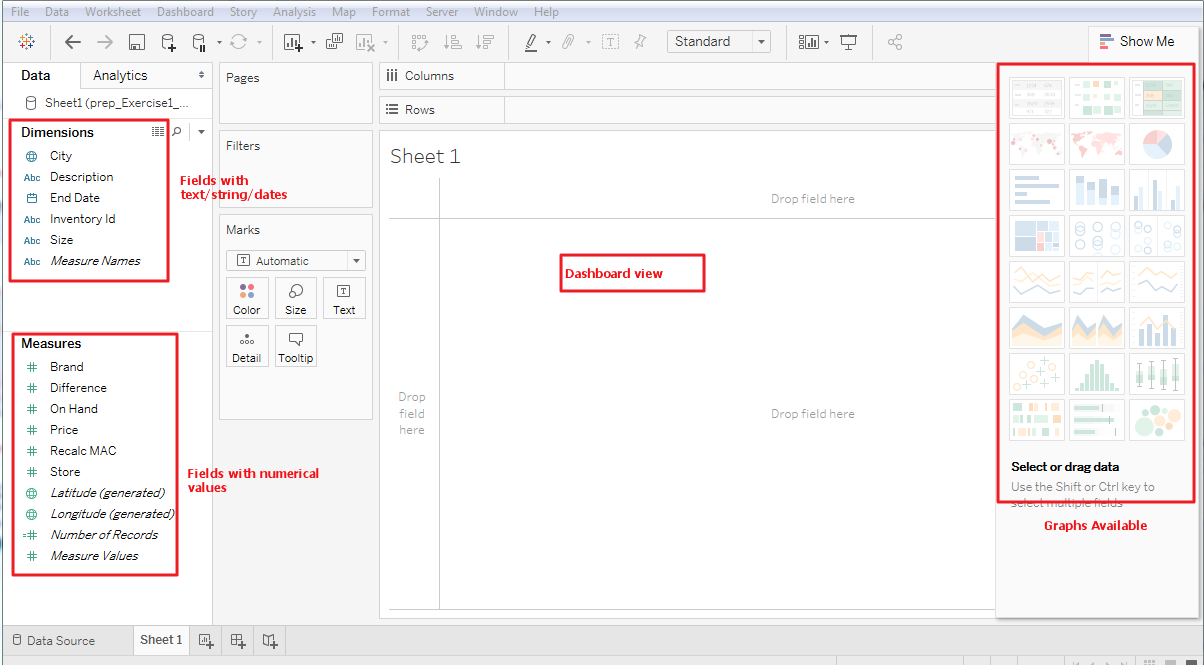 File Data Worksheet Dashboard Story Analysis Map Format Server Window Help
Standard
Show Me
Data
Analytics
Sheet1 (prep_Exercise1_...
Dimensions
City
Abc Description
End Date
Abc Inventory Id
Abc Size
Abc Measure Names
Fields with
text/string/dates
Measures
Brand
Difference
On Hand
Price
Recalc MAC
Store
Latitude (generated)
Longitude (generated)
Number of Records
Measure Values
Fields with numerical
values
Pages
Filters
Marks
T Automatic
Color
Size
Text
Detail
Tooltip
Columns
Rows
Sheet 1
Drop field here
Dashboard view
Drop
field
here
Drop field here
Select or drag data
Use the Shift or Ctrl key to
select multiple fields
Graphs Available
Data Source
Sheet 1